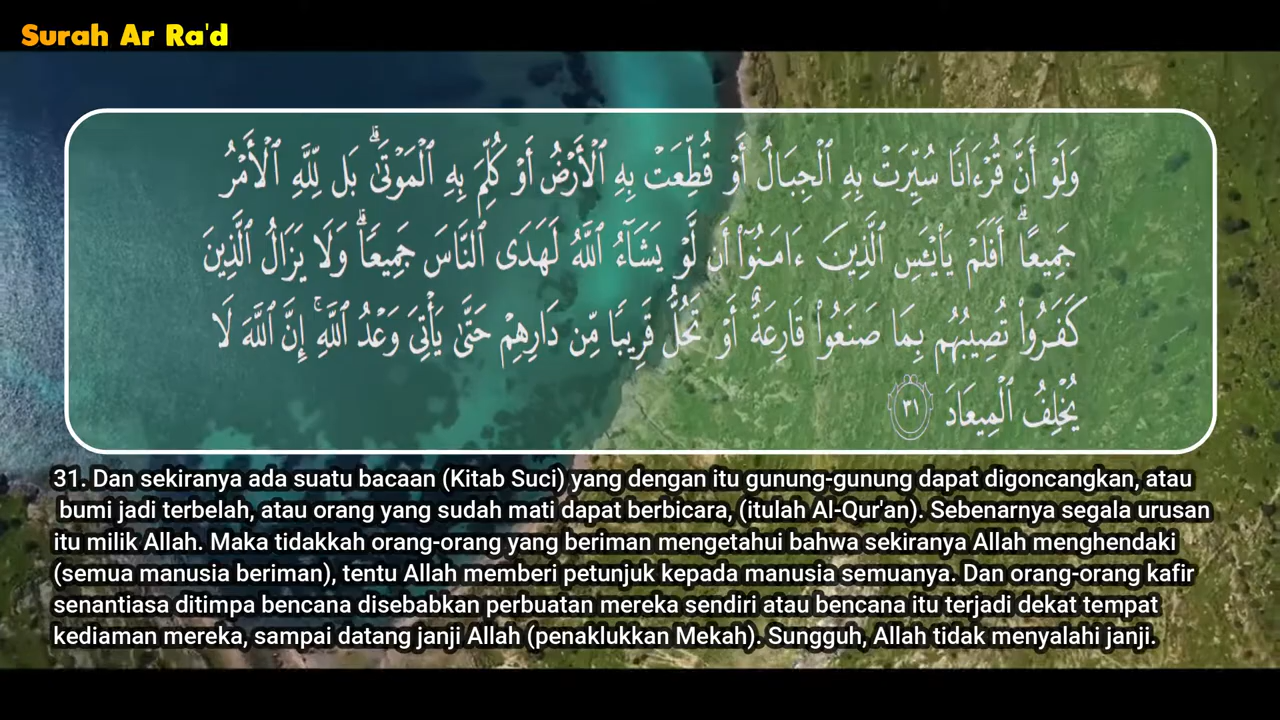 Surah Ar Ra'd
وَلَوْ أَنَّ قُرْءَانًا سُيِّرَتْ بِهِ ٱلْجِبَالُ أَوْ قُطِّعَتْ بِهِ ٱلْأَرْضُ أَوْ كُلِّمَ بِهِ ٱلْمَوْتَىٰ ۗ بَل لِّلَّهِ ٱلْأَمْرُ
جَمِيعًا ۗ أَفَلَمْ يَا۟يْـَٔسِ ٱلَّذِينَ ءَامَنُوٓا۟ أَن لَّوْ يَشَآءُ ٱللَّهُ لَهَدَى ٱلنَّاسَ جَمِيعًا ۗ وَلَا يَزَالُ ٱلَّذِينَ
كَفَرُوا۟ تُصِيبُهُم بِمَا صَنَعُوا۟ قَارِعَةٌ أَوْ تَحُلُّ قَرِيبًا مِّن دَارِهِمْ حَتَّىٰ يَأْتِىَ وَعْدُ ٱللَّهِ ۚ إِنَّ ٱللَّهَ لَا
يُخْلِفُ ٱلْمِيعَادَ ٣١
31. Dan sekiranya ada suatu bacaan (Kitab Suci) yang dengan itu gunung-gunung dapat digoncangkan, atau
bumi jadi terbelah, atau orang yang sudah mati dapat berbicara, (itulah Al-Qur'an). Sebenarnya segala urusan
itu milik Allah. Maka tidakkah orang-orang yang beriman mengetahui bahwa sekiranya Allah menghendaki
(semua manusia beriman), tentu Allah memberi petunjuk kepada manusia semuanya. Dan orang-orang kafir
senantiasa ditimpa bencana disebabkan perbuatan mereka sendiri atau bencana itu terjadi dekat tempat
kediaman mereka, sampai datang janji Allah (penaklukkan Mekah). Sungguh, Allah tidak menyalahi janji.